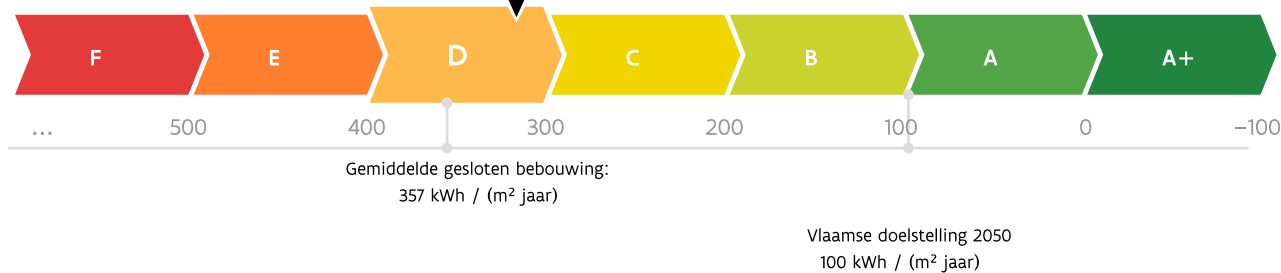 F E D C B A A+
... 500 400 300 200 100 0 −100
Gemiddelde gesloten bebouwing:
357 kWh / (m² jaar)
Vlaamse doelstelling 2050
100 kWh / (m² jaar)